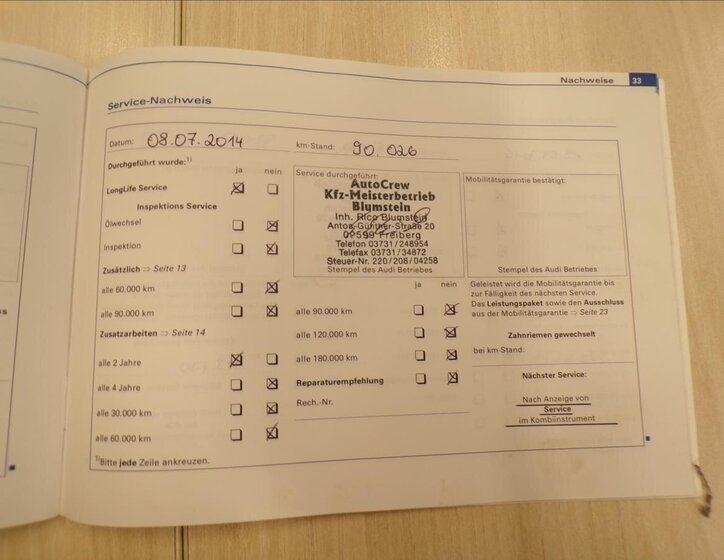 Nachweise 33
Service-Nachweis
Datum: 08.07.2014 km-Stand: 90.026
Durchgeführt wurde:1)
ja nein
LongLife Service
Inspektions Service
Ölwechsel
Inspektion
Zusätzlich ⇒ Seite 13
alle 60.000 km
alle 90.000 km
Zusatzarbeiten ⇒ Seite 14
alle 2 Jahre
alle 4 Jahre
alle 30.000 km
alle 60.000 km
1)Bitte jede Zeile ankreuzen.
Service durchgeführt:
AutoCrew
Kfz-Meisterbetrieb
Blumstein
Inh. Rico Blumstein
Anton-Günther-Straße 20
09599 Freiberg
Telefon 03731/248954
Telefax 03731/34872
Steuer-Nr. 220/208/04258
Stempel des Audi Betriebes
ja nein
alle 90.000 km
alle 120.000 km
alle 180.000 km
Reparaturempfehlung
Rech.-Nr.
Mobilitätsgarantie bestätigt:
Stempel des Audi Betriebes
Geleistet wird die Mobilitätsgarantie bis
zur Fälligkeit des nächsten Service.
Das Leistungspaket sowie den Ausschluss
aus der Mobilitätsgarantie ⇒ Seite 23
Zahnriemen gewechselt
bei km-Stand:
Nächster Service:
Nach Anzeige von
Service
im Kombiinstrument